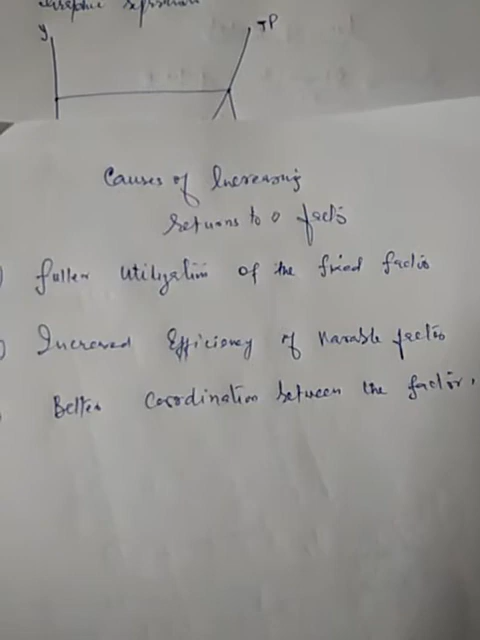 y
TP
Causes of Increasing
Returns to a factor
Fuller utilization of the fixed factor
Increased Efficiency of Variable factor
Better Coordination between the factor.